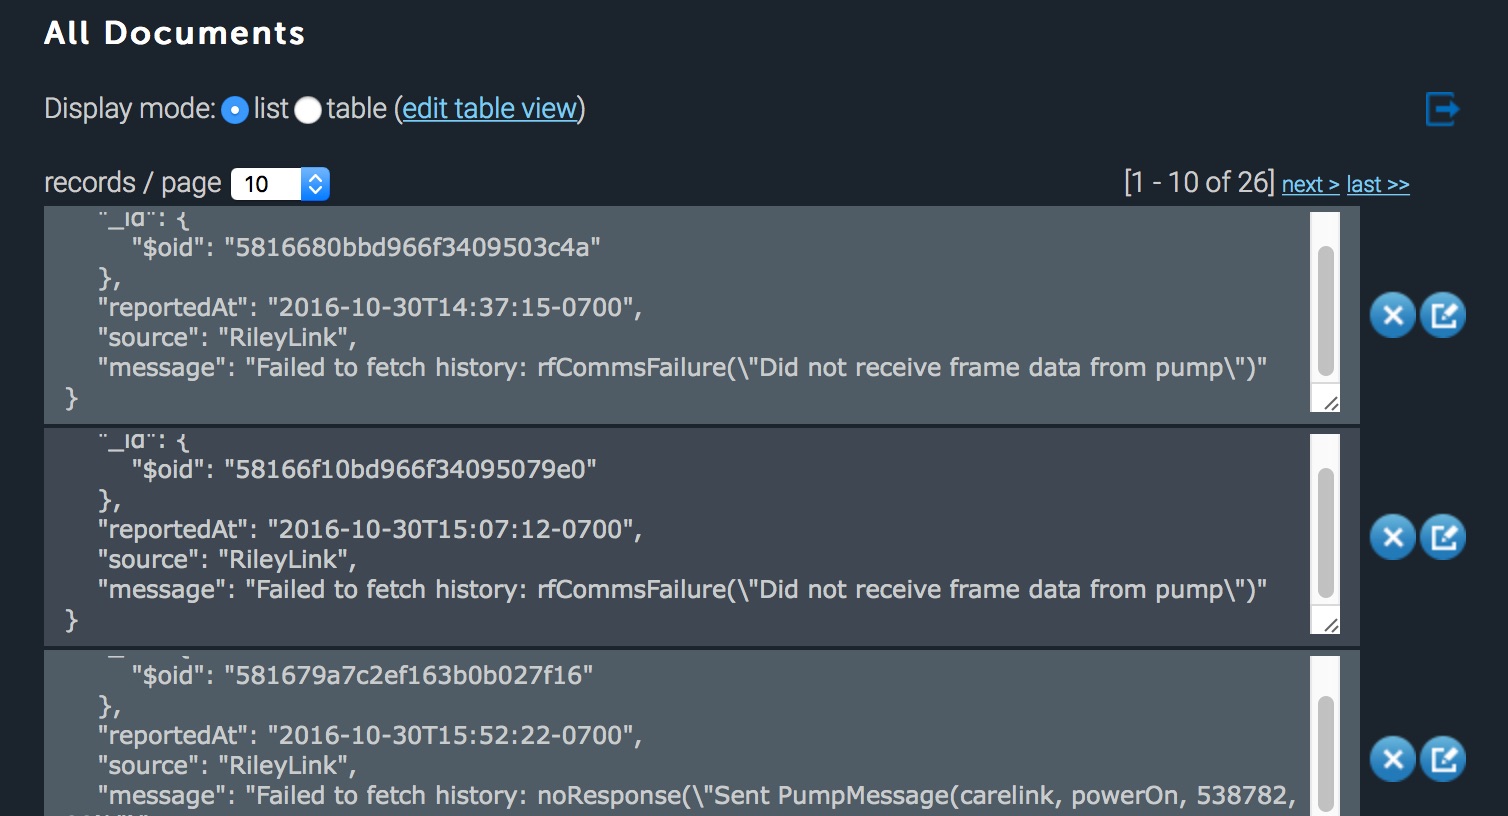 All Documents
Display mode: list table (edit table view)
records / page 10 [1 - 10 of 26] next > last >>
"_id": {
"$oid": "5816680bbd966f3409503c4a"
},
"reportedAt": "2016-10-30T14:37:15-0700",
"source": "RileyLink",
"message": "Failed to fetch history: rfCommsFailure(\"Did not receive frame data from pump\")"
}
"_id": {
"$oid": "58166f10bd966f34095079e0"
},
"reportedAt": "2016-10-30T15:07:12-0700",
"source": "RileyLink",
"message": "Failed to fetch history: rfCommsFailure(\"Did not receive frame data from pump\")"
}
"$oid": "581679a7c2ef163b0b027f16"
},
"reportedAt": "2016-10-30T15:52:22-0700",
"source": "RileyLink",
"message": "Failed to fetch history: noResponse(\"Sent PumpMessage(carelink, powerOn, 538782,